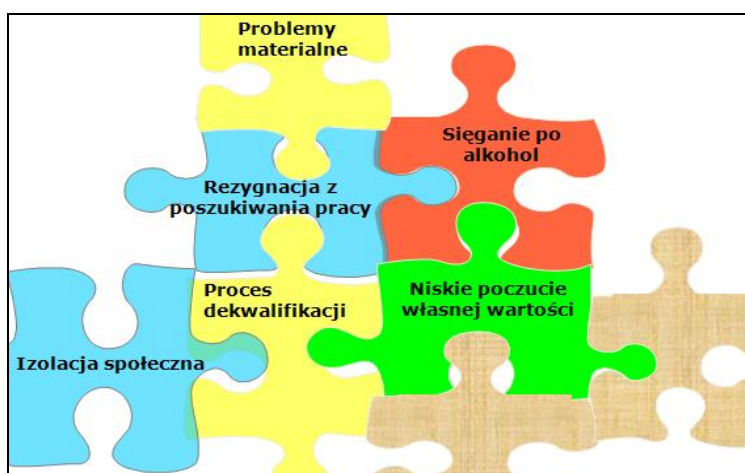 Problemy
materialne
Sięganie po
alkohol
Rezygnacja z
poszukiwania pracy
Proces
dekwalifikacji
Niskie poczucie
własnej wartości
Izolacja społeczna